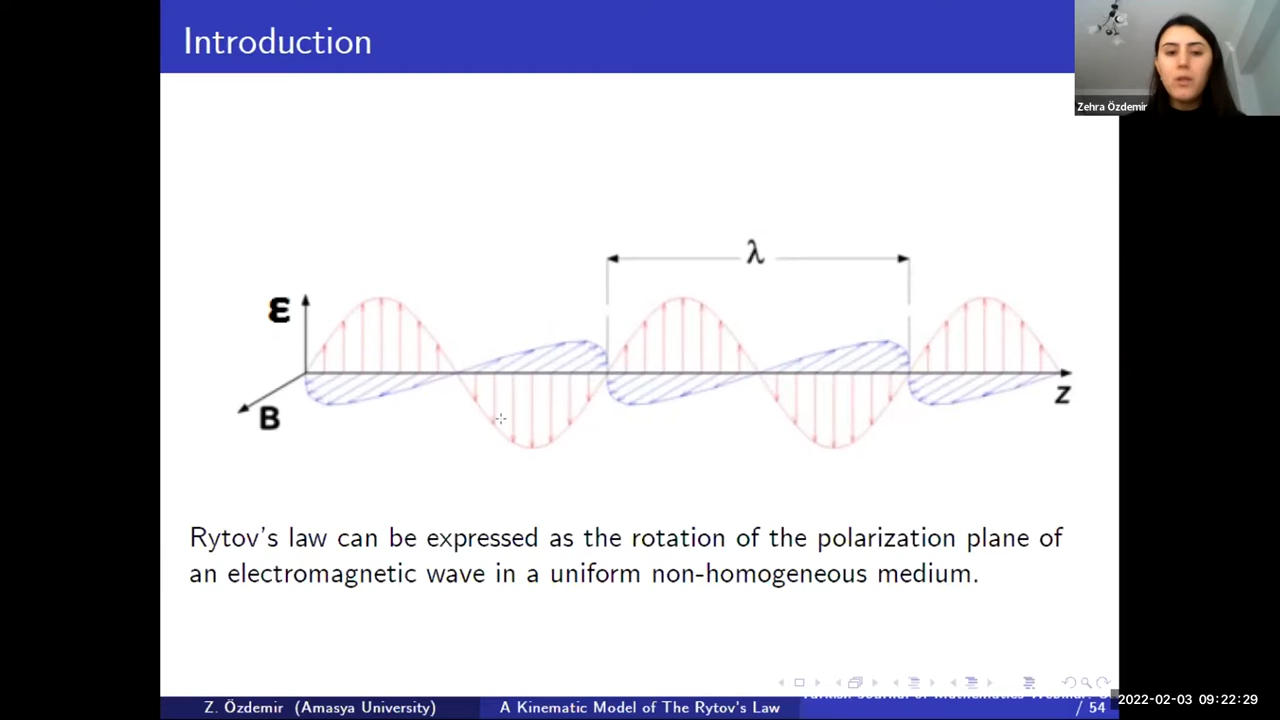 Introduction
Zehra Özdemir
λ
ε
B
z
Rytov's law can be expressed as the rotation of the polarization plane of
an electromagnetic wave in a uniform non-homogeneous medium.
Z. Özdemir (Amasya University)
A Kinematic Model of The Rytov's Law
/ 54
2022-02-03 09:22:29